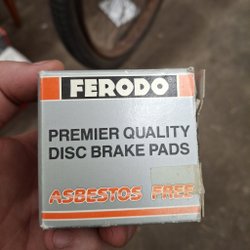 FERODO
PREMIER QUALITY
DISC BRAKE PADS
ASBESTOS FREE